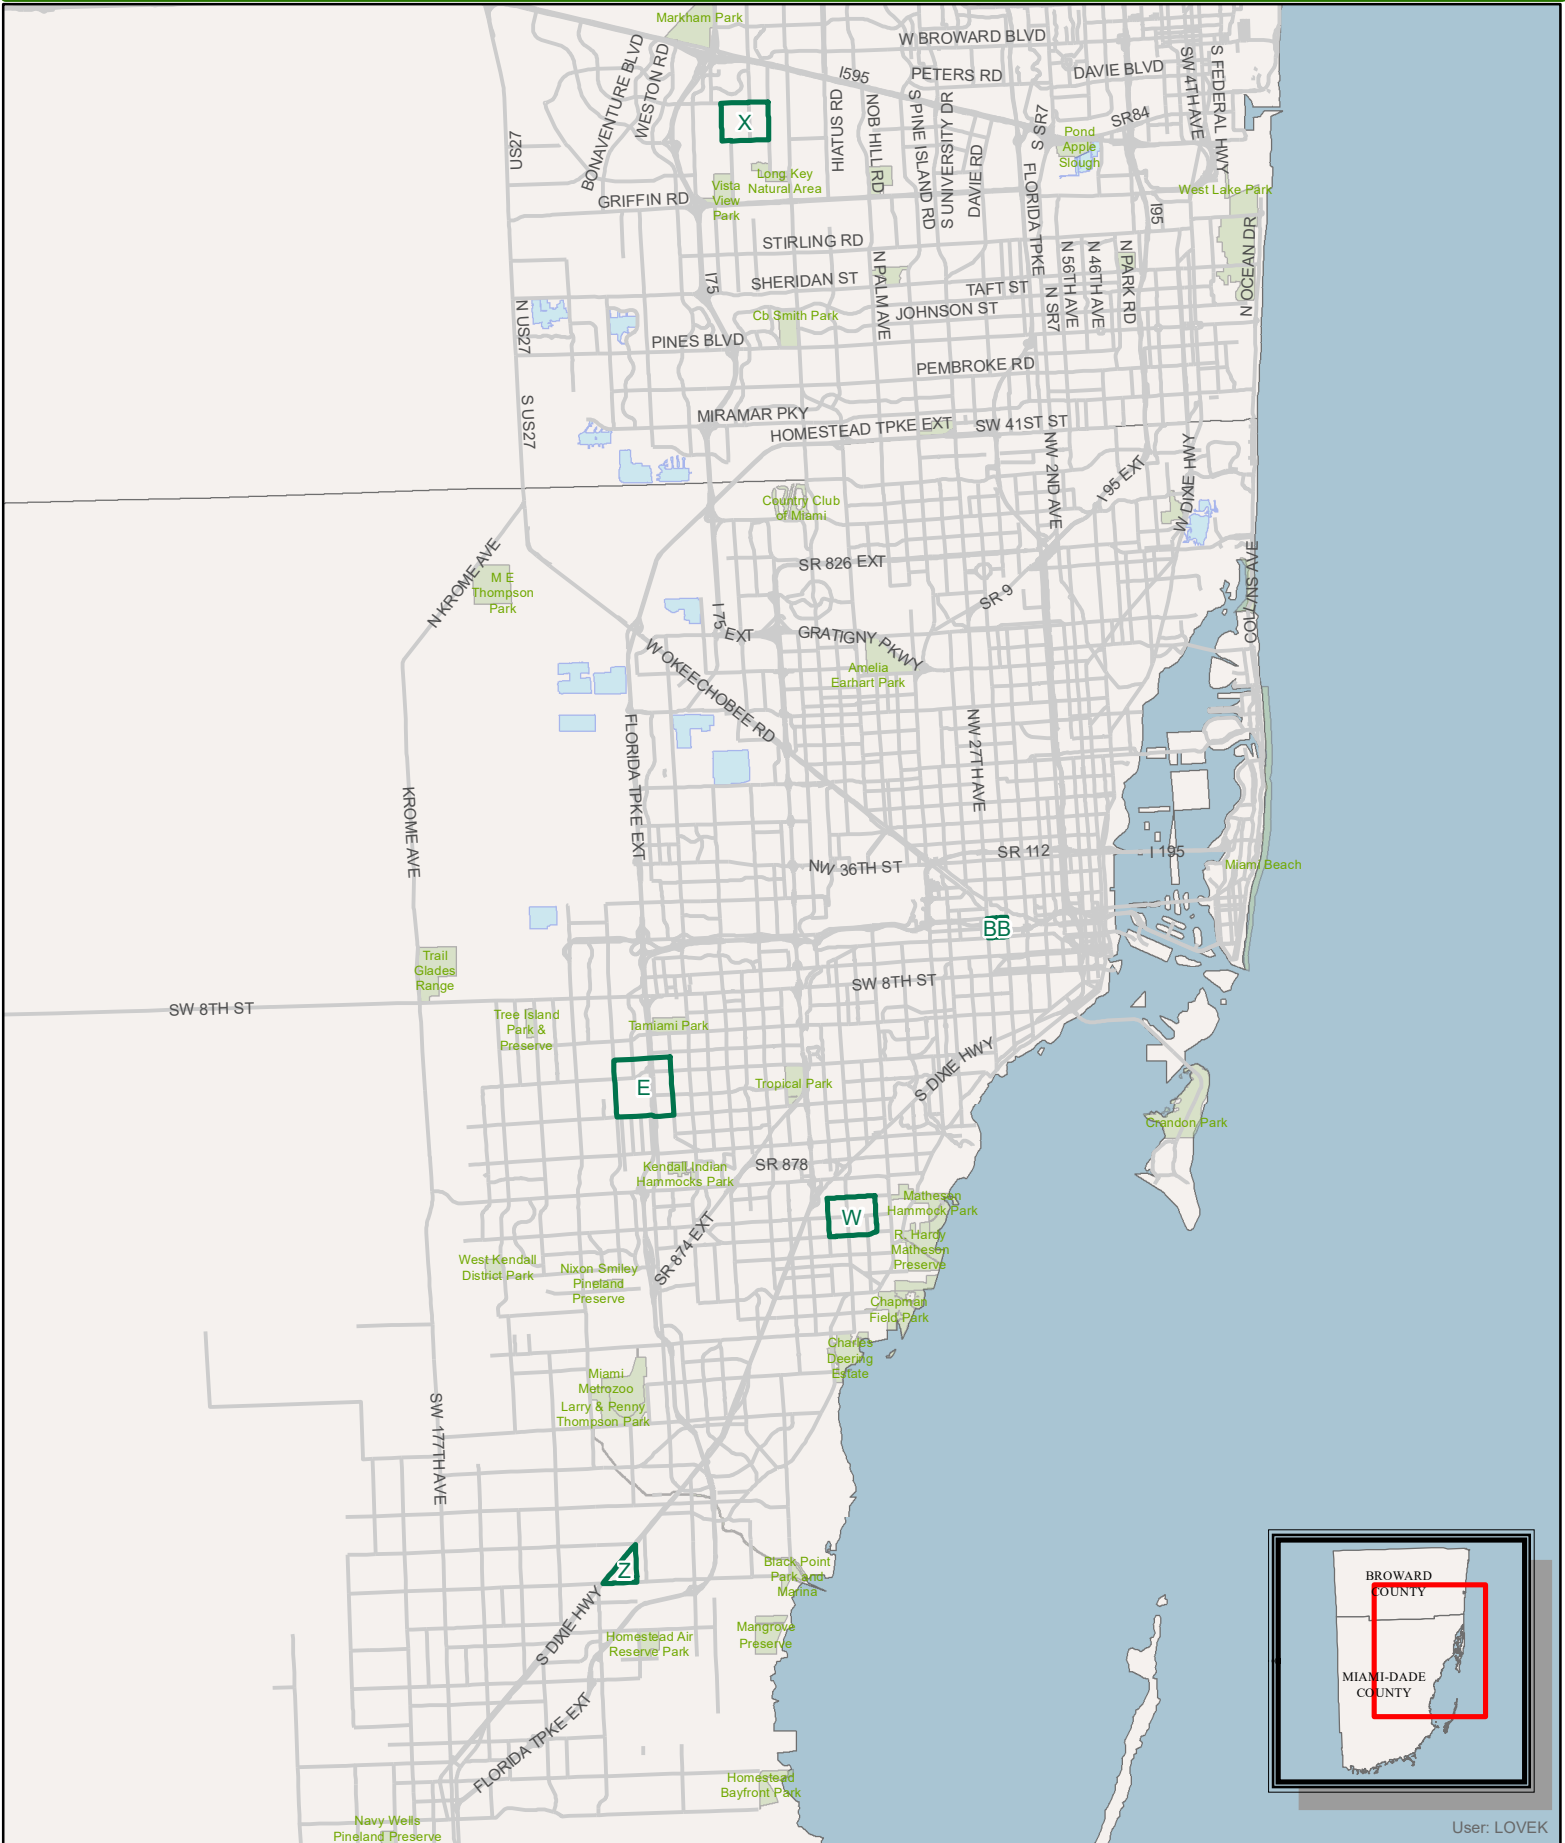 Markham Park
W BROWARD BLVD
I595
PETERS RD
DAVIE BLVD
SW 4TH AVE
S FEDERAL HWY
BONAVENTURE BLVD
WESTON RD
X
HIATUS RD
NOB HILL RD
S PINE ISLAND RD
S UNIVERSITY DR
DAVIE RD
S SR7
SR84
US27
Pond
Apple
Slough
Long Key
Natural Area
Vista
View
Park
GRIFFIN RD
FLORIDA TPKE
West Lake Park
I95
STIRLING RD
I75
SHERIDAN ST
N PALM AVE
TAFT ST
JOHNSON ST
N SR7
N 56TH AVE
N 46TH AVE
N PARK RD
N OCEAN DR
N US27
Cb Smith Park
PINES BLVD
PEMBROKE RD
S US27
MIRAMAR PKY
HOMESTEAD TPKE EXT
SW 41ST ST
NW 2ND AVE
I 95 EXT
W DIXIE HWY
Country Club
of Miami
SR 826 EXT
SR 9
COLLINS AVE
N KROME AVE
M E
Thompson
Park
I 75 EXT
GRATIGNY PKWY
W OKEECHOBEE RD
Amelia
Earhart Park
FLORIDA TPKE EXT
NW 27TH AVE
KROME AVE
SR 112
I 195
NW 36TH ST
Miami Beach
BB
Trail
Glades
Range
SW 8TH ST
SW 8TH ST
Tree Island
Park &
Preserve
Tamiami Park
E
Tropical Park
S DIXIE HWY
Crandon Park
SR 878
Kendall Indian
Hammocks Park
W
Matheson
Hammock Park
R. Hardy
Matheson
Preserve
SR 874 EXT
West Kendall
District Park
Nixon Smiley
Pineland
Preserve
Chapman
Field Park
Charles
Deering
Estate
Miami
Metrozoo
Larry & Penny
Thompson Park
SW 177TH AVE
Z
Black Point
Park and
Marina
S DIXIE HWY
Mangrove
Preserve
Homestead Air
Reserve Park
FLORIDA TPKE EXT
Homestead
Bayfront Park
Navy Wells
Pineland Preserve
BROWARD
COUNTY
MIAMI-DADE
COUNTY
User: LOVEK